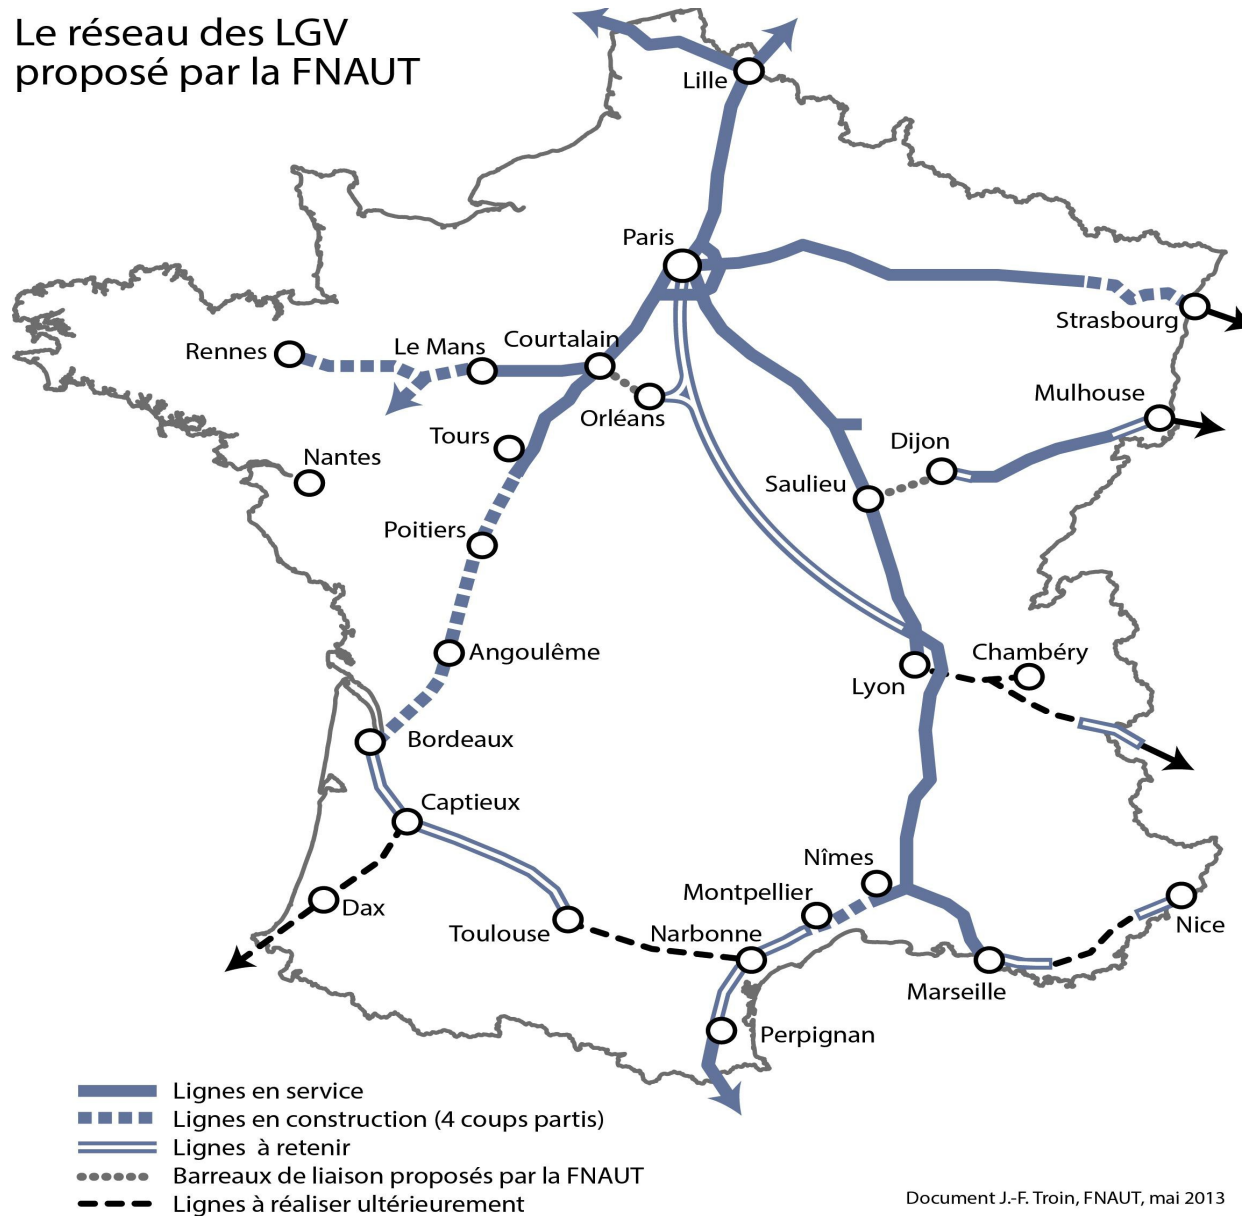 Le réseau des LGV
proposé par la FNAUT
Lille
Paris
Strasbourg
Courtalain
Le Mans
Rennes
Mulhouse
Orléans
Tours
Dijon
Nantes
Saulieu
Poitiers
Angoulême
Chambéry
Lyon
Bordeaux
Captieux
Nîmes
Montpellier
Dax
Toulouse
Narbonne
Nice
Marseille
Perpignan
Lignes en service
Lignes en construction (4 coups partis)
Lignes à retenir
Barreaux de liaison proposés par la FNAUT
Lignes à réaliser ultérieurement
Document J.-F. Troin, FNAUT, mai 2013